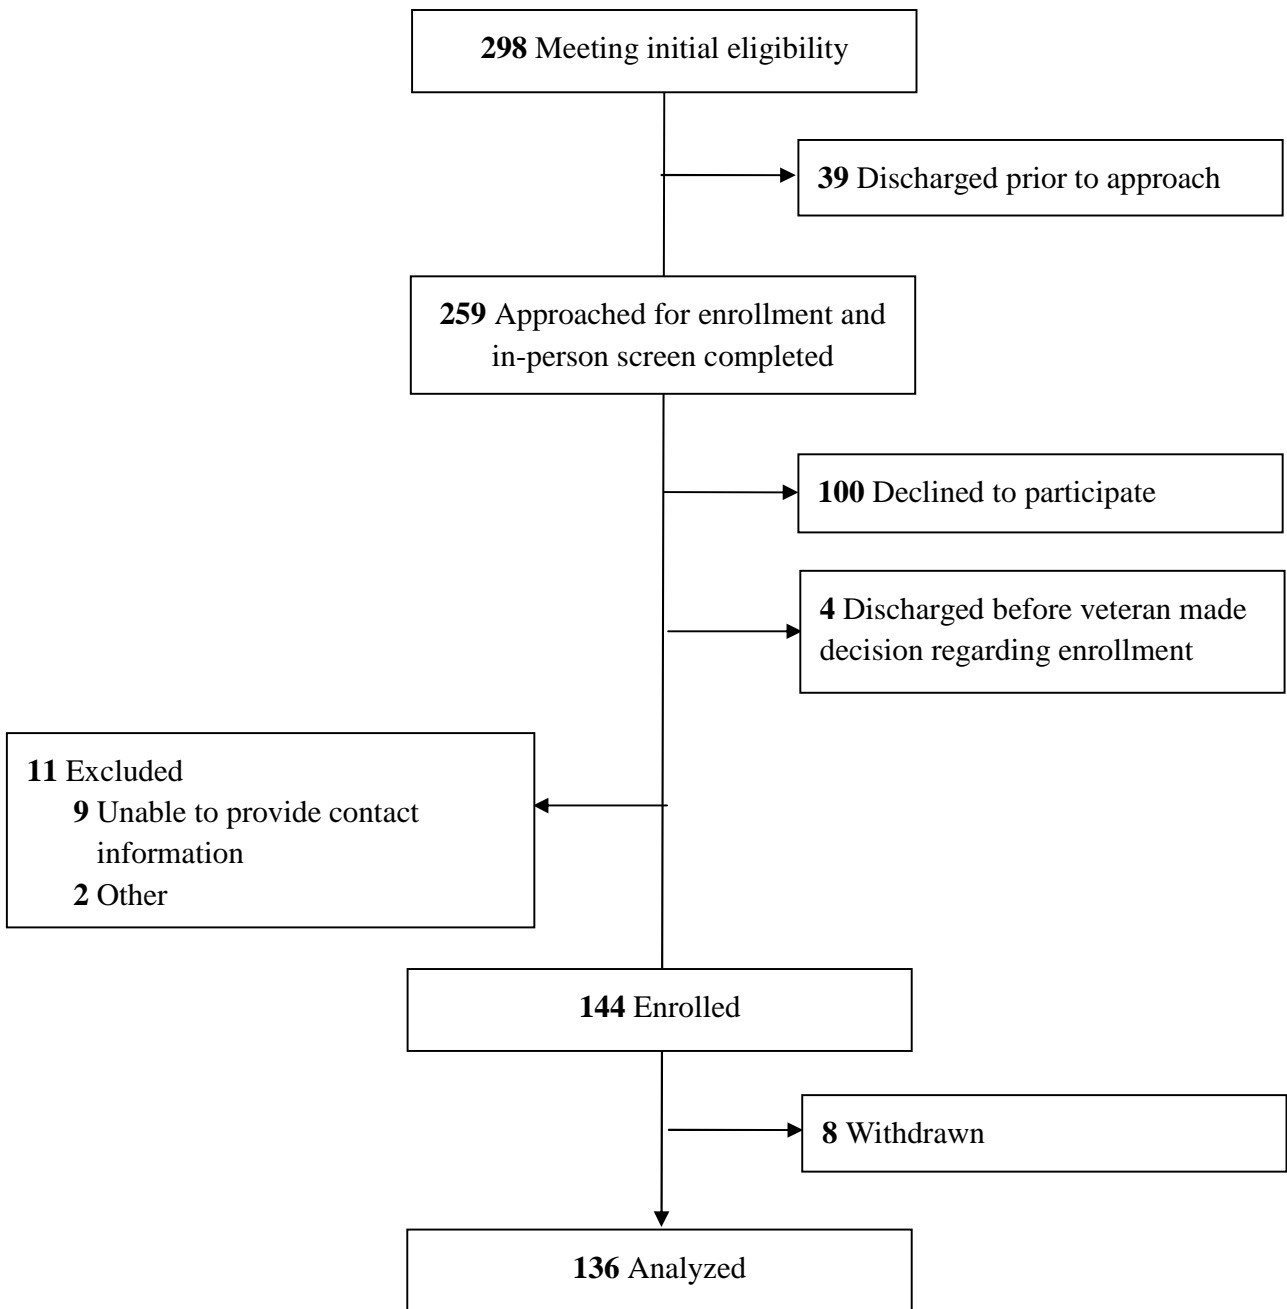 298 Meeting initial eligibility
39 Discharged prior to approach
259 Approached for enrollment and
in-person screen completed
100 Declined to participate
4 Discharged before veteran made
decision regarding enrollment
11 Excluded
9 Unable to provide contact
information
2 Other
144 Enrolled
8 Withdrawn
136 Analyzed